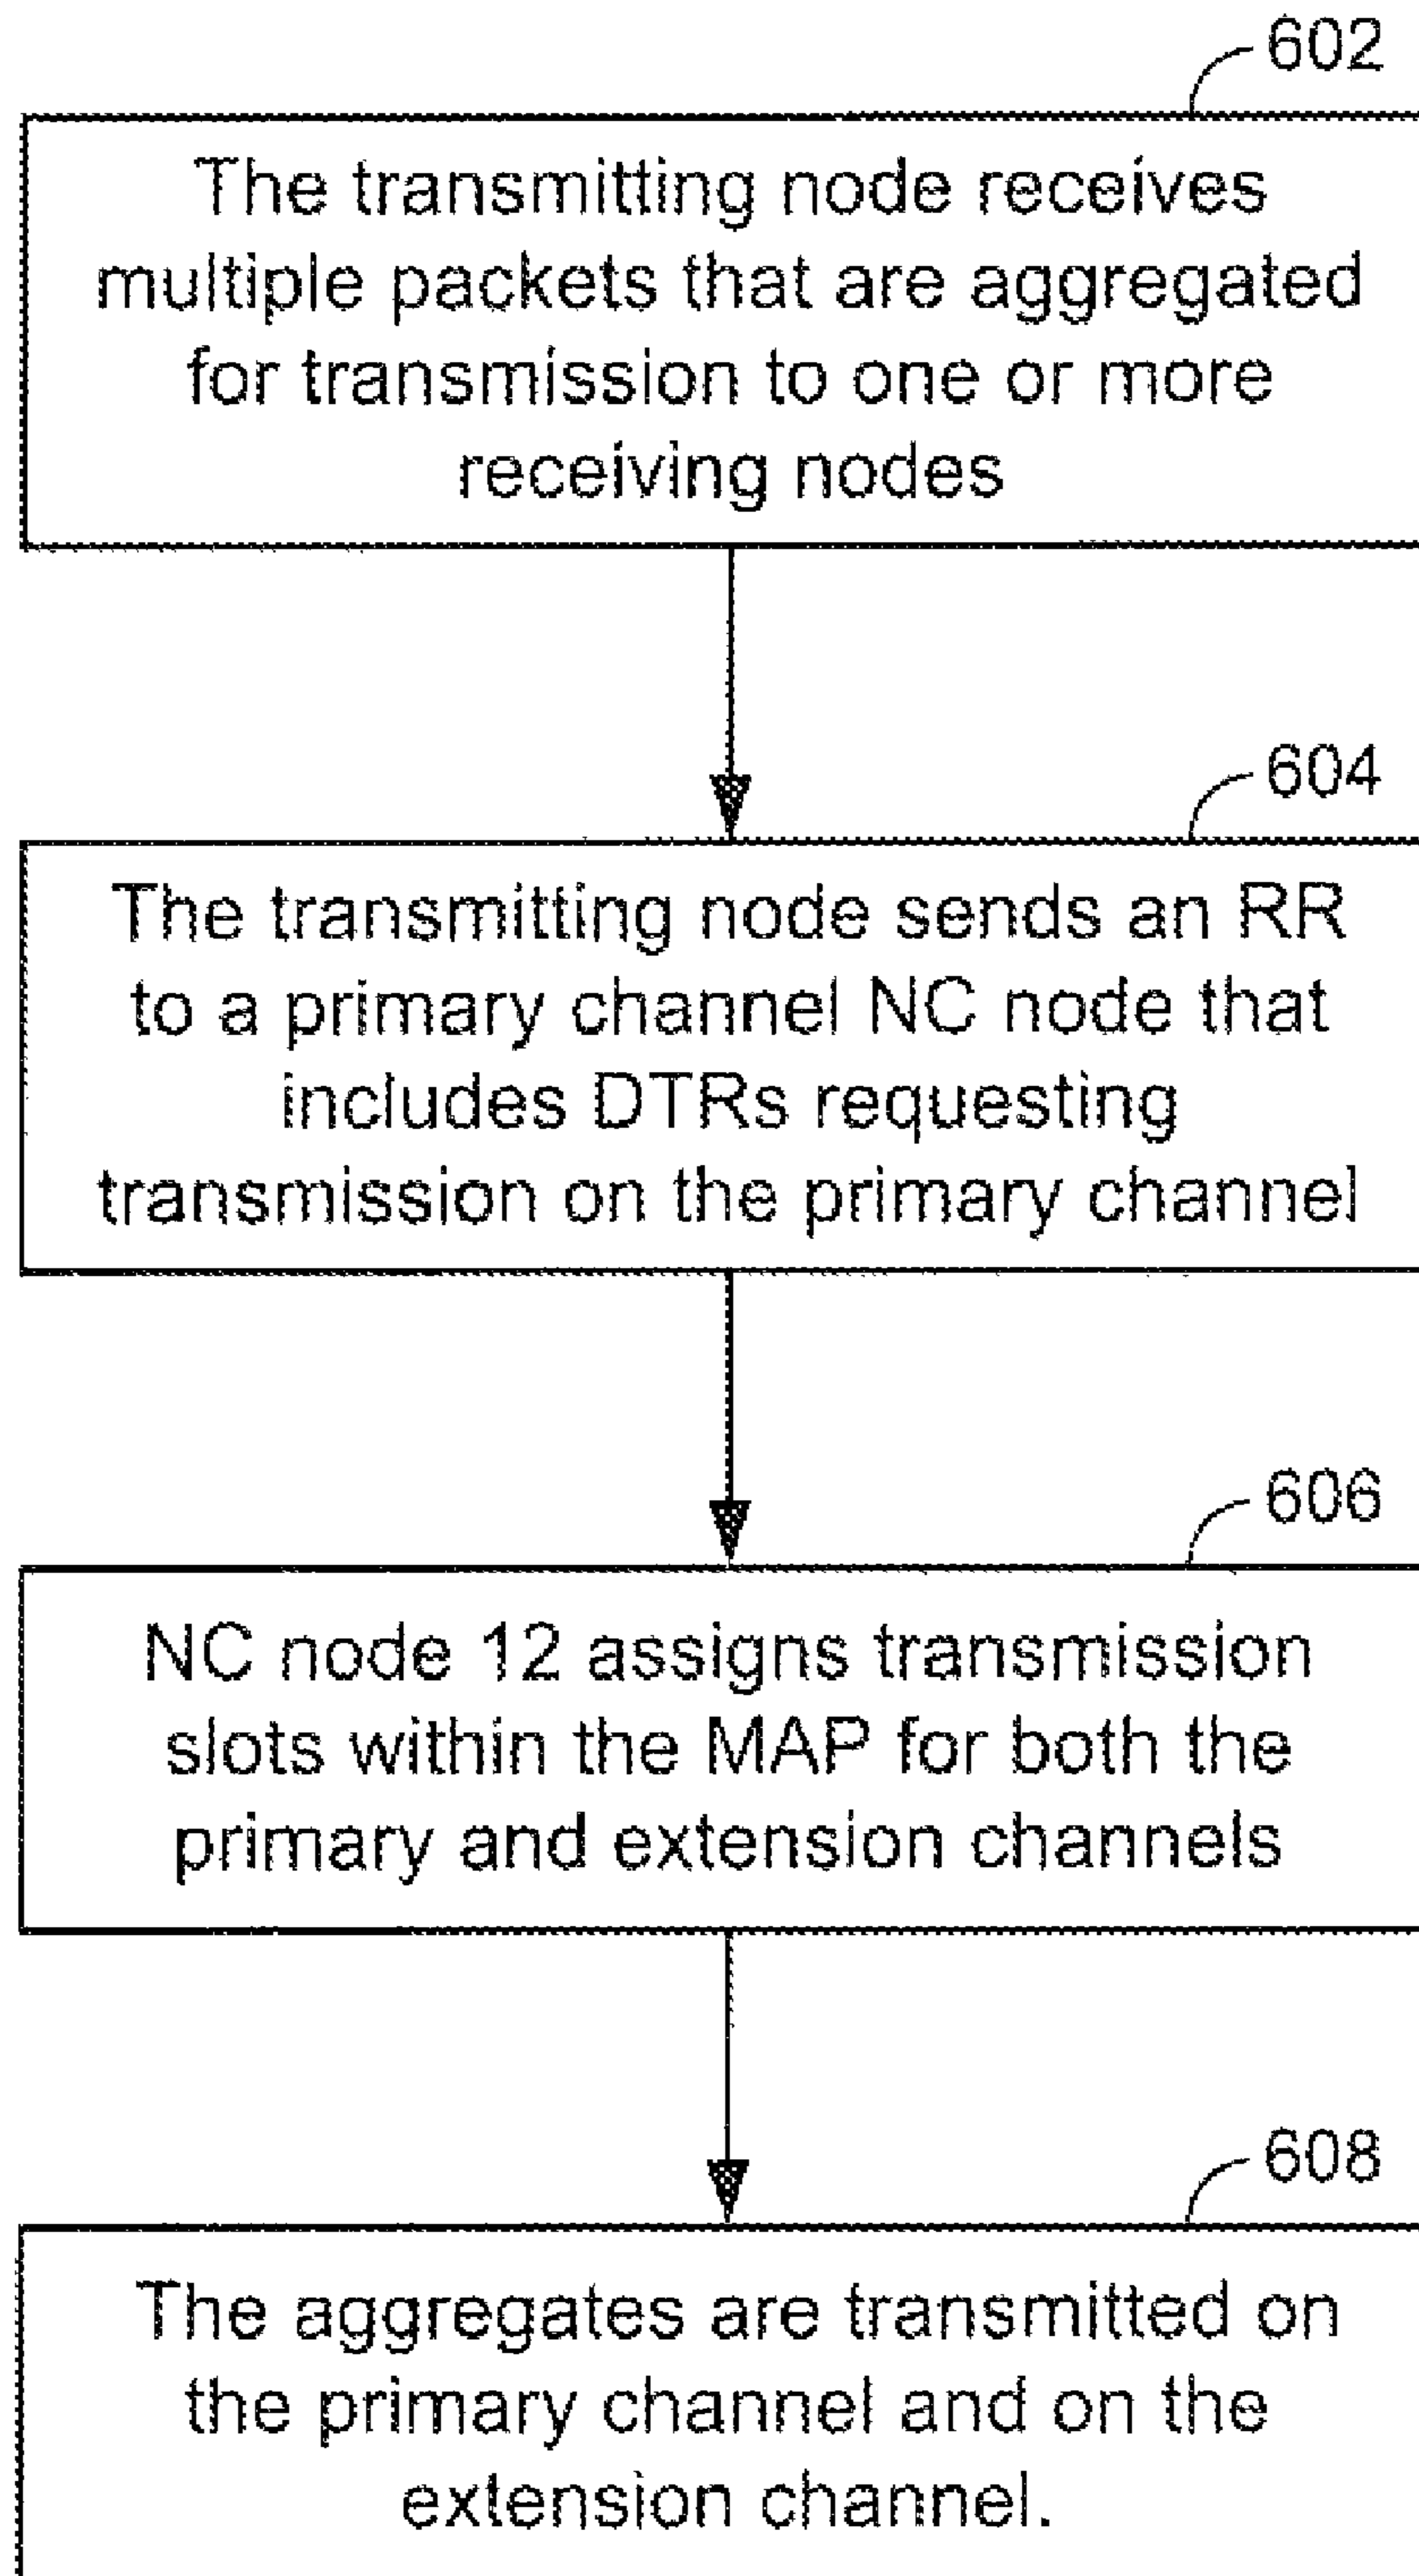 602
The transmitting node receives
multiple packets that are aggregated
for transmission to one or more
receiving nodes
604
The transmitting node sends an RR
to a primary channel NC node that
includes DTRs requesting
transmission on the primary channel
606
NC node 12 assigns transmission
slots within the MAP for both the
primary and extension channels
608
The aggregates are transmitted on
the primary channel and on the
extension channel.